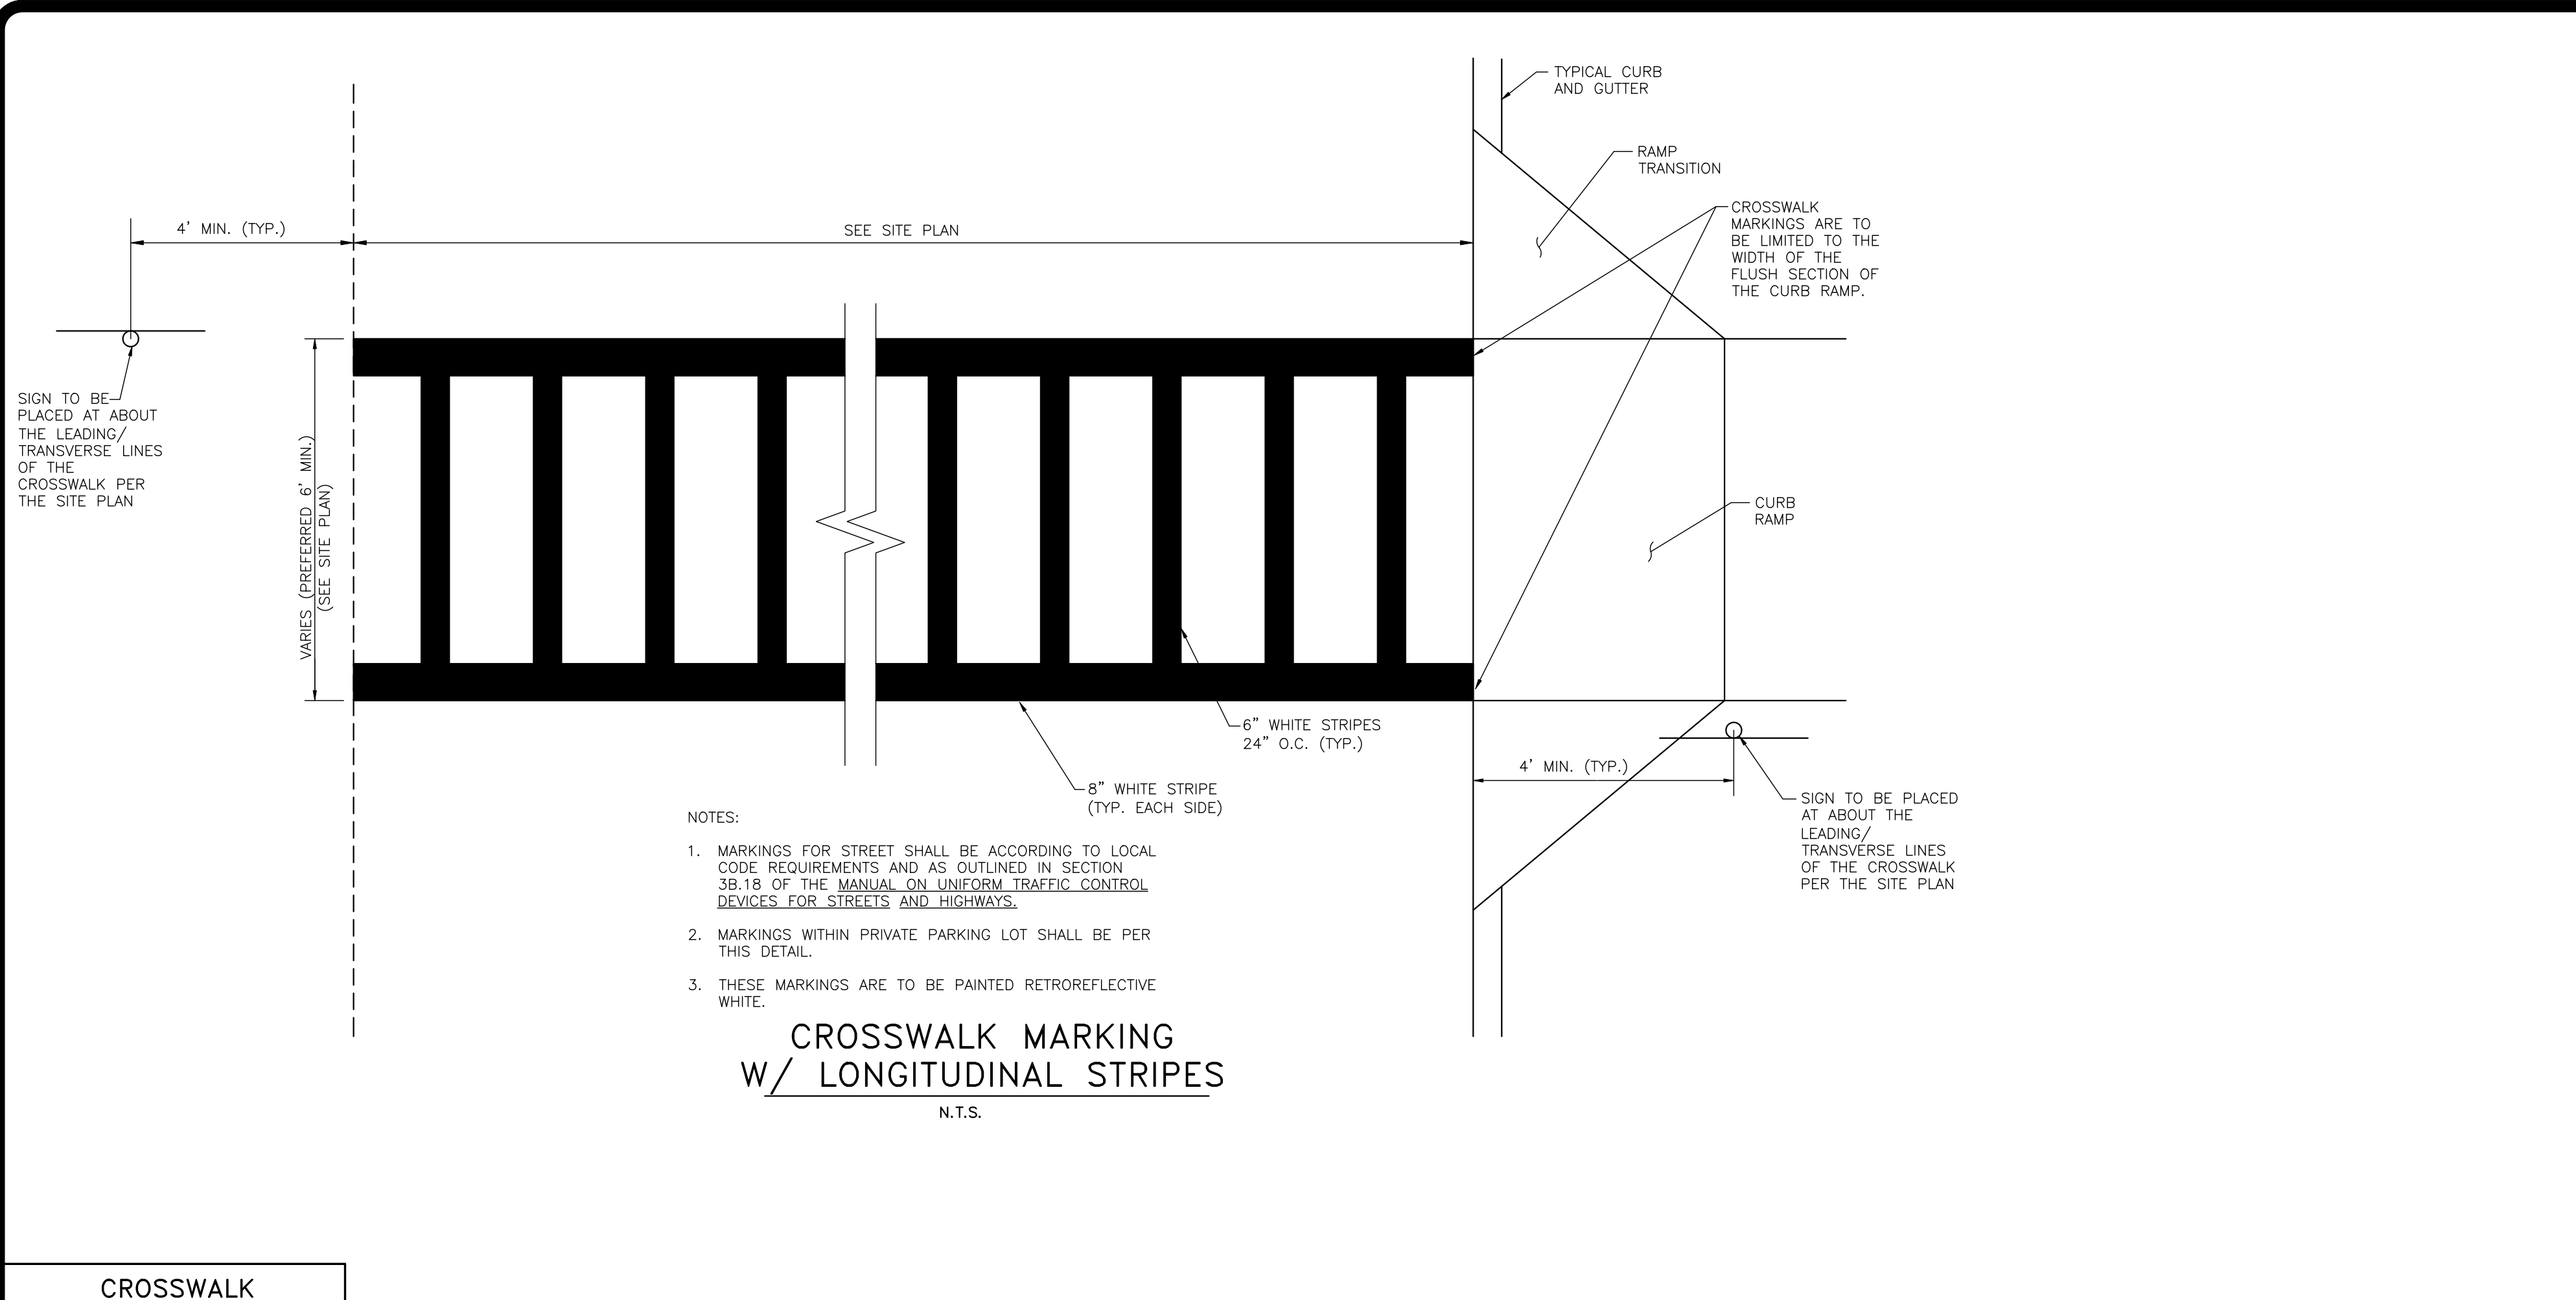 TYPICAL CURB
AND GUTTER
RAMP
TRANSITION
CROSSWALK
MARKINGS ARE TO
BE LIMITED TO THE
WIDTH OF THE
FLUSH SECTION OF
THE CURB RAMP.
4' MIN. (TYP.)
SEE SITE PLAN
SIGN TO BE
PLACED AT ABOUT
THE LEADING/
TRANSVERSE LINES
OF THE
CROSSWALK PER
THE SITE PLAN
VARIES (PREFERRED 6' MIN.)
(SEE SITE PLAN)
CURB
RAMP
6" WHITE STRIPES
24" O.C. (TYP.)
8" WHITE STRIPE
(TYP. EACH SIDE)
4' MIN. (TYP.)
SIGN TO BE PLACED
AT ABOUT THE
LEADING/
TRANSVERSE LINES
OF THE CROSSWALK
PER THE SITE PLAN
NOTES:
1. MARKINGS FOR STREET SHALL BE ACCORDING TO LOCAL
CODE REQUIREMENTS AND AS OUTLINED IN SECTION
3B.18 OF THE MANUAL ON UNIFORM TRAFFIC CONTROL
DEVICES FOR STREETS AND HIGHWAYS.
2. MARKINGS WITHIN PRIVATE PARKING LOT SHALL BE PER
THIS DETAIL.
3. THESE MARKINGS ARE TO BE PAINTED RETROREFLECTIVE
WHITE.
CROSSWALK MARKING
W/ LONGITUDINAL STRIPES
N.T.S.
CROSSWALK